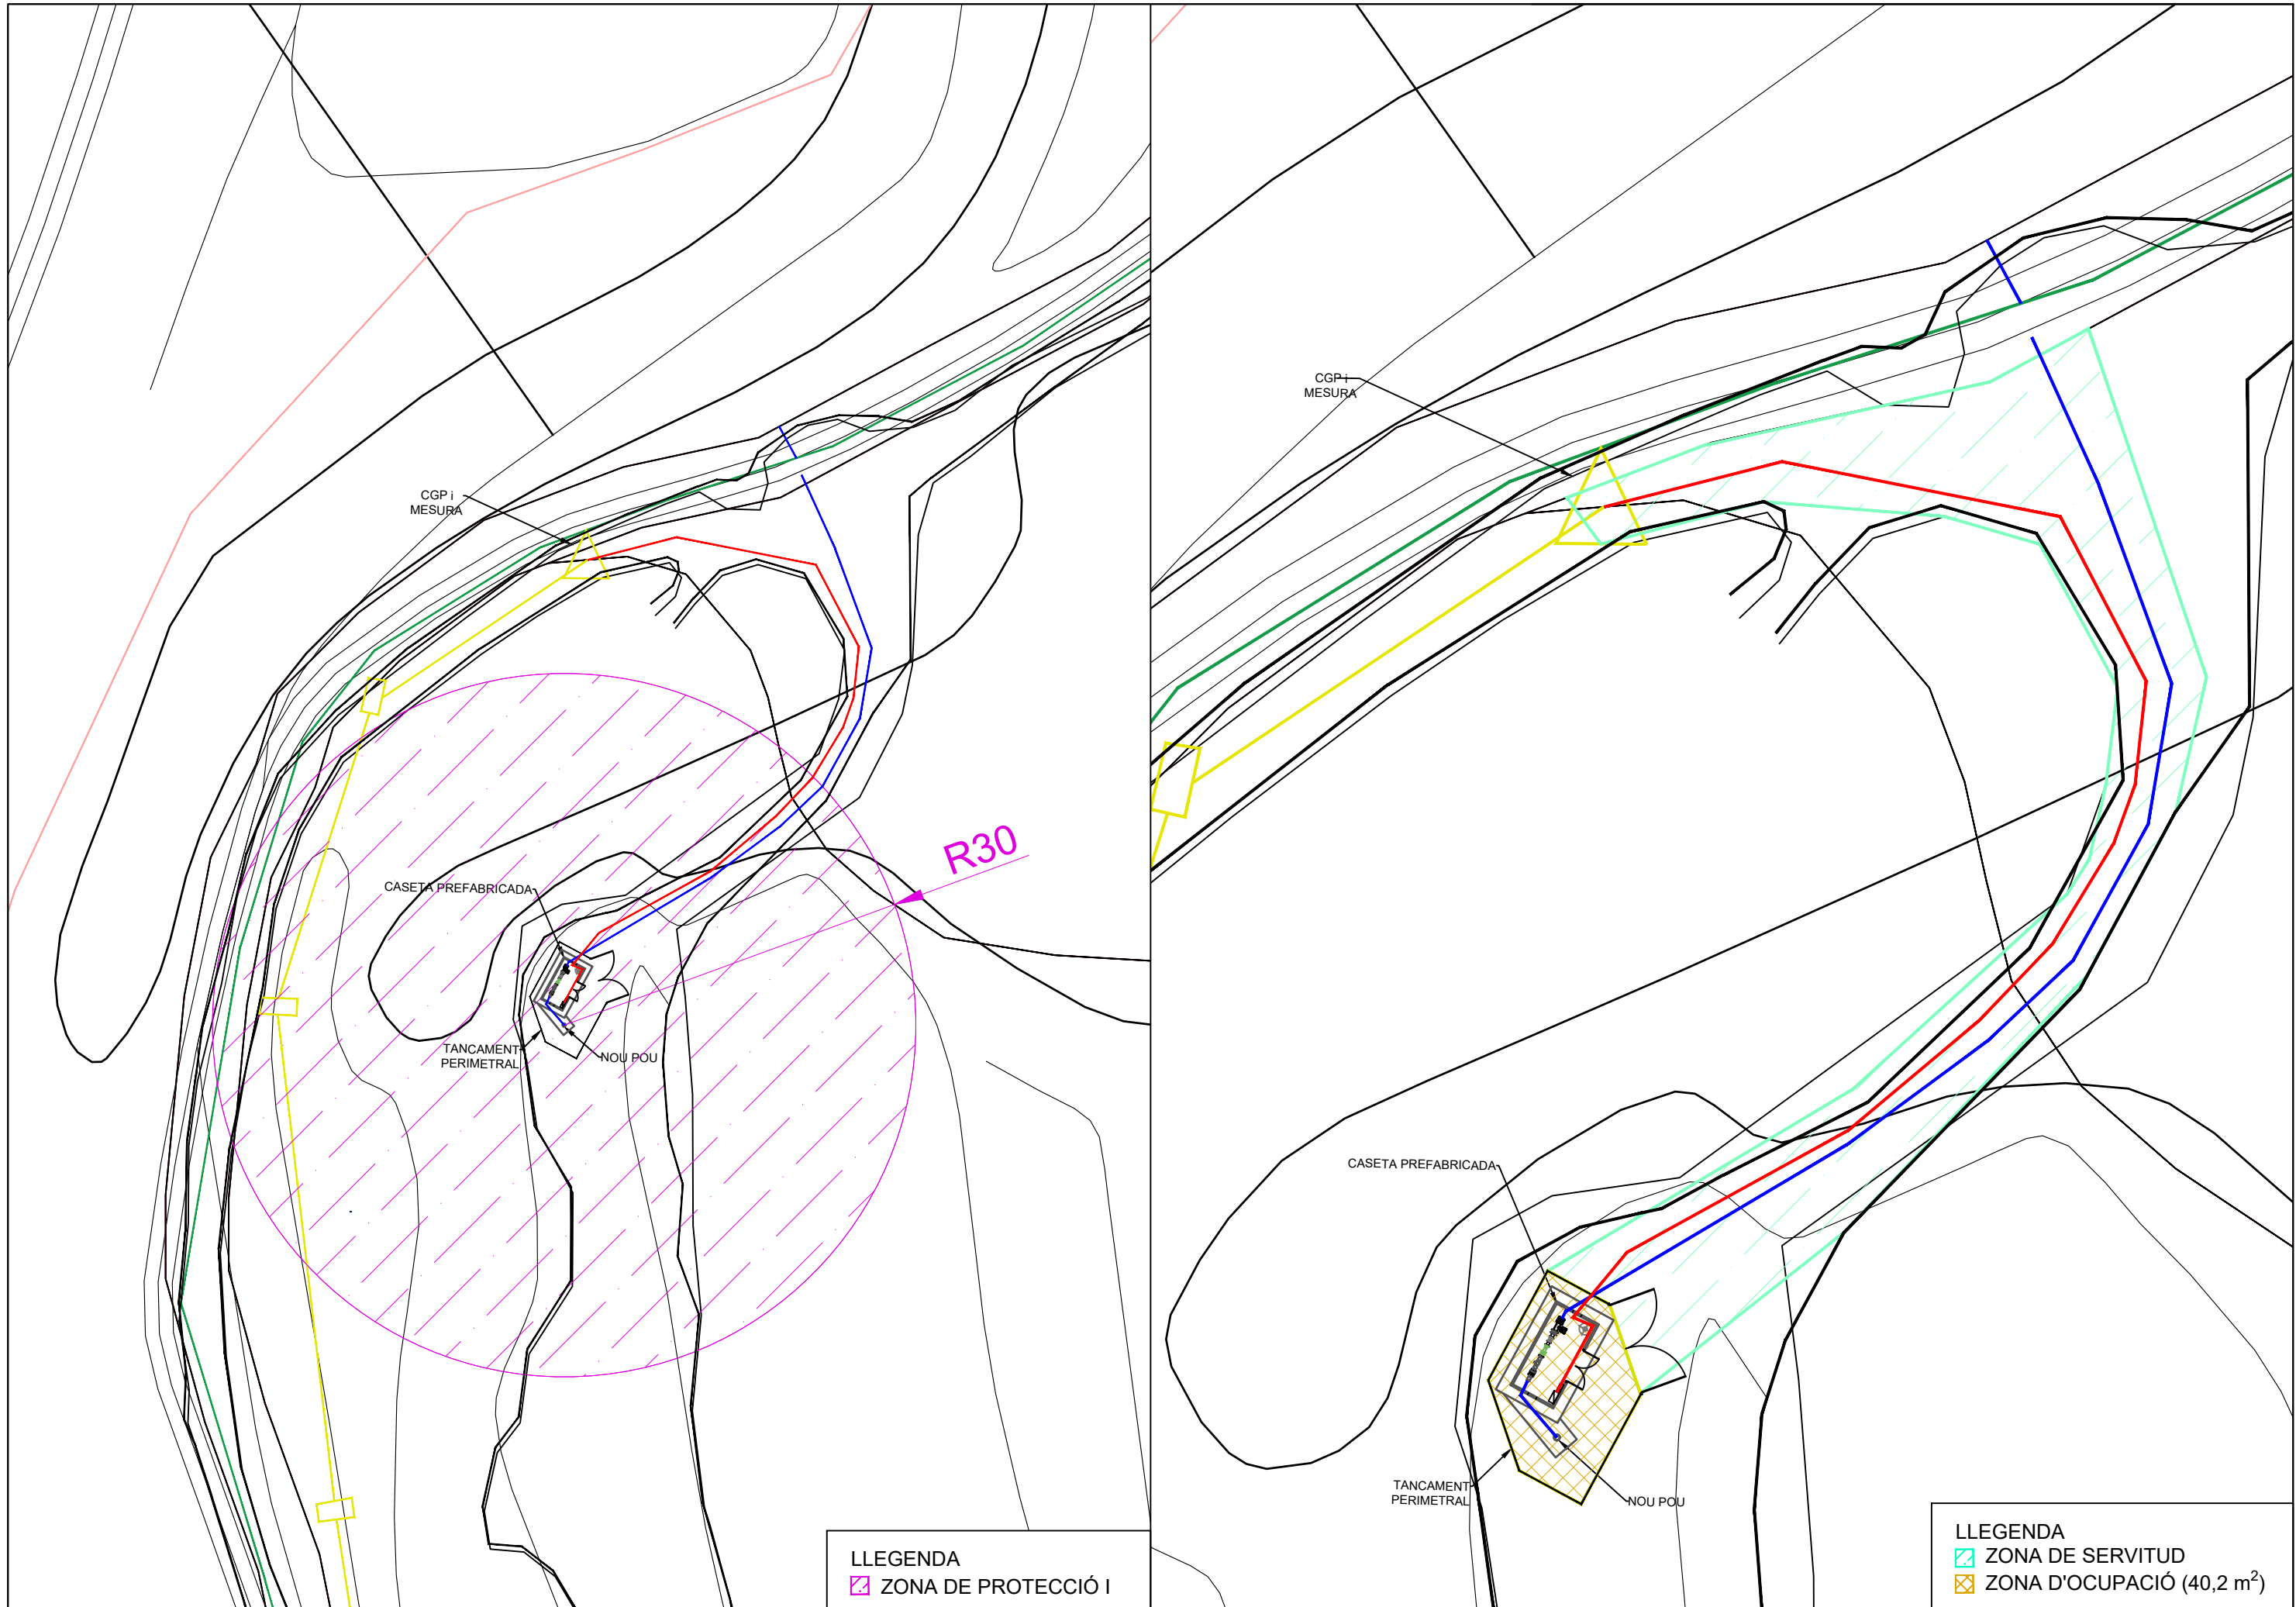 CGP i
MESURA
R30
CASETA PREFABRICADA
TANCAMENT
PERIMETRAL
NOU POU
LLEGENDA
ZONA DE PROTECCIÓ I
CGP i
MESURA
CASETA PREFABRICADA
TANCAMENT
PERIMETRAL
NOU POU
LLEGENDA
ZONA DE SERVITUD
ZONA D'OCUPACIÓ (40,2 m²)